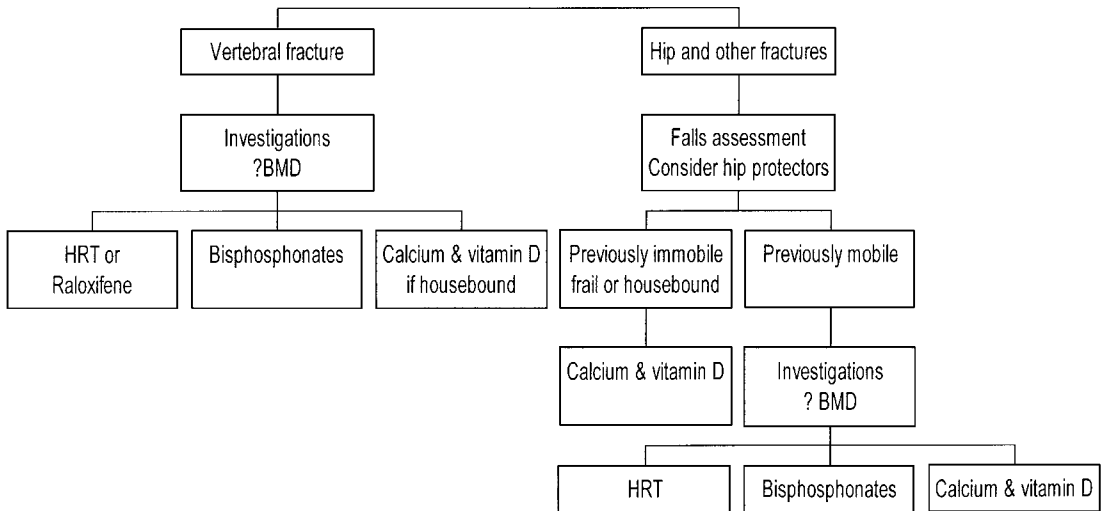 Vertebral fracture
Hip and other fractures
Investigations
?BMD
Falls assessment
Consider hip protectors
HRT or
Raloxifene
Bisphosphonates
Calcium & vitamin D
if housebound
Previously immobile
frail or housebound
Previously mobile
Calcium & vitamin D
Investigations
? BMD
HRT
Bisphosphonates
Calcium & vitamin D